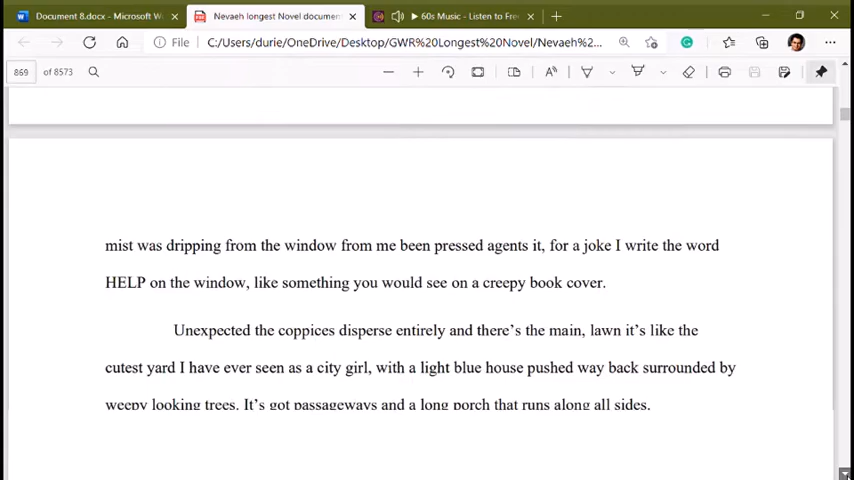 Document 8.docx - Microsoft W
Nevaeh longest Novel documen
60s Music - Listen to Fre
File
C:/Users/durie/OneDrive/Desktop/GWR%20Longest%20Novel/Nevaeh%2...
869 of 8573
mist was dripping from the window from me been pressed agents it, for a joke I write the word
HELP on the window, like something you would see on a creepy book cover.
Unexpected the coppices disperse entirely and there's the main, lawn it's like the
cutest yard I have ever seen as a city girl, with a light blue house pushed way back surrounded by
weepy looking trees. It's got passageways and a long porch that runs along all sides.